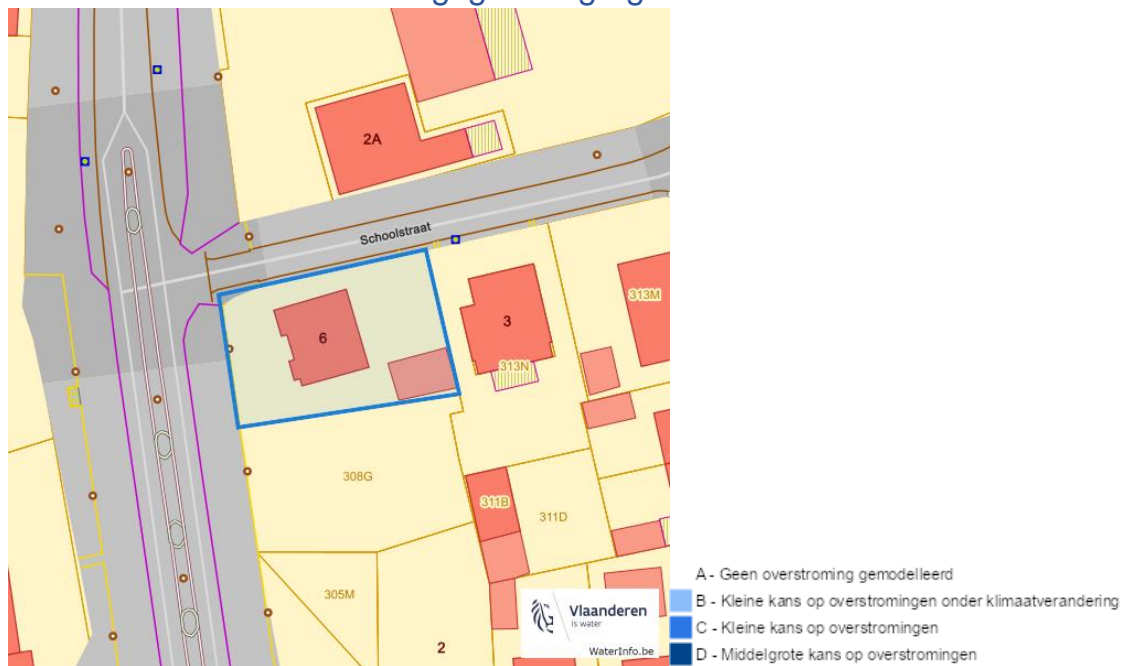 2A
Schoolstraat
313M
6
3
313N
308G
311B
311D
305M
2
Vlaanderen
is water
WaterInfo.be
A - Geen overstroming gemodelleerd
B - Kleine kans op overstromingen onder klimaatverandering
C - Kleine kans op overstromingen
D - Middelgrote kans op overstromingen